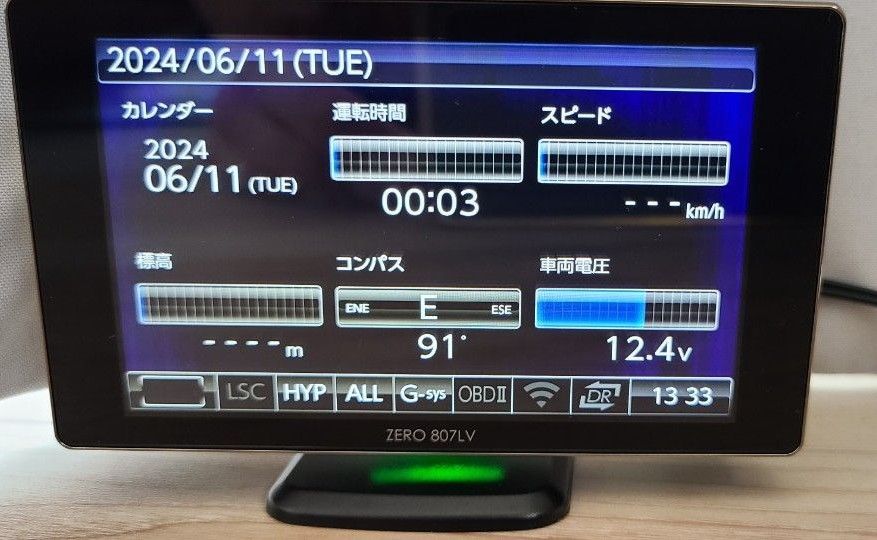 2024/06/11(TUE)
カレンダー
運転時間
スピード
2024
06/11(TUE)
00:03
---km/h
標高
コンパス
車両電圧
ENE E ESE
----m
91°
12.4v
LSC HYP ALL G-sys OBDⅡ DR 13 33
ZERO 807LV